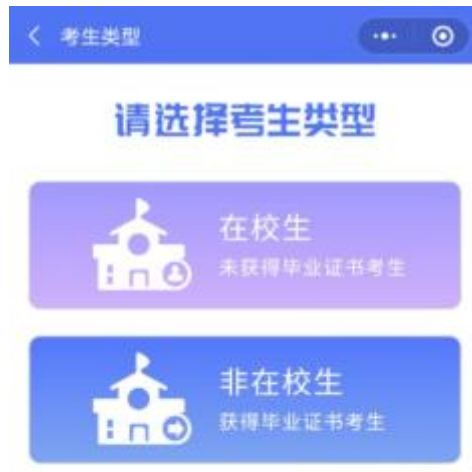 考生类型
请选择考生类型
在校生
未获得毕业证书考生
非在校生
获得毕业证书考生